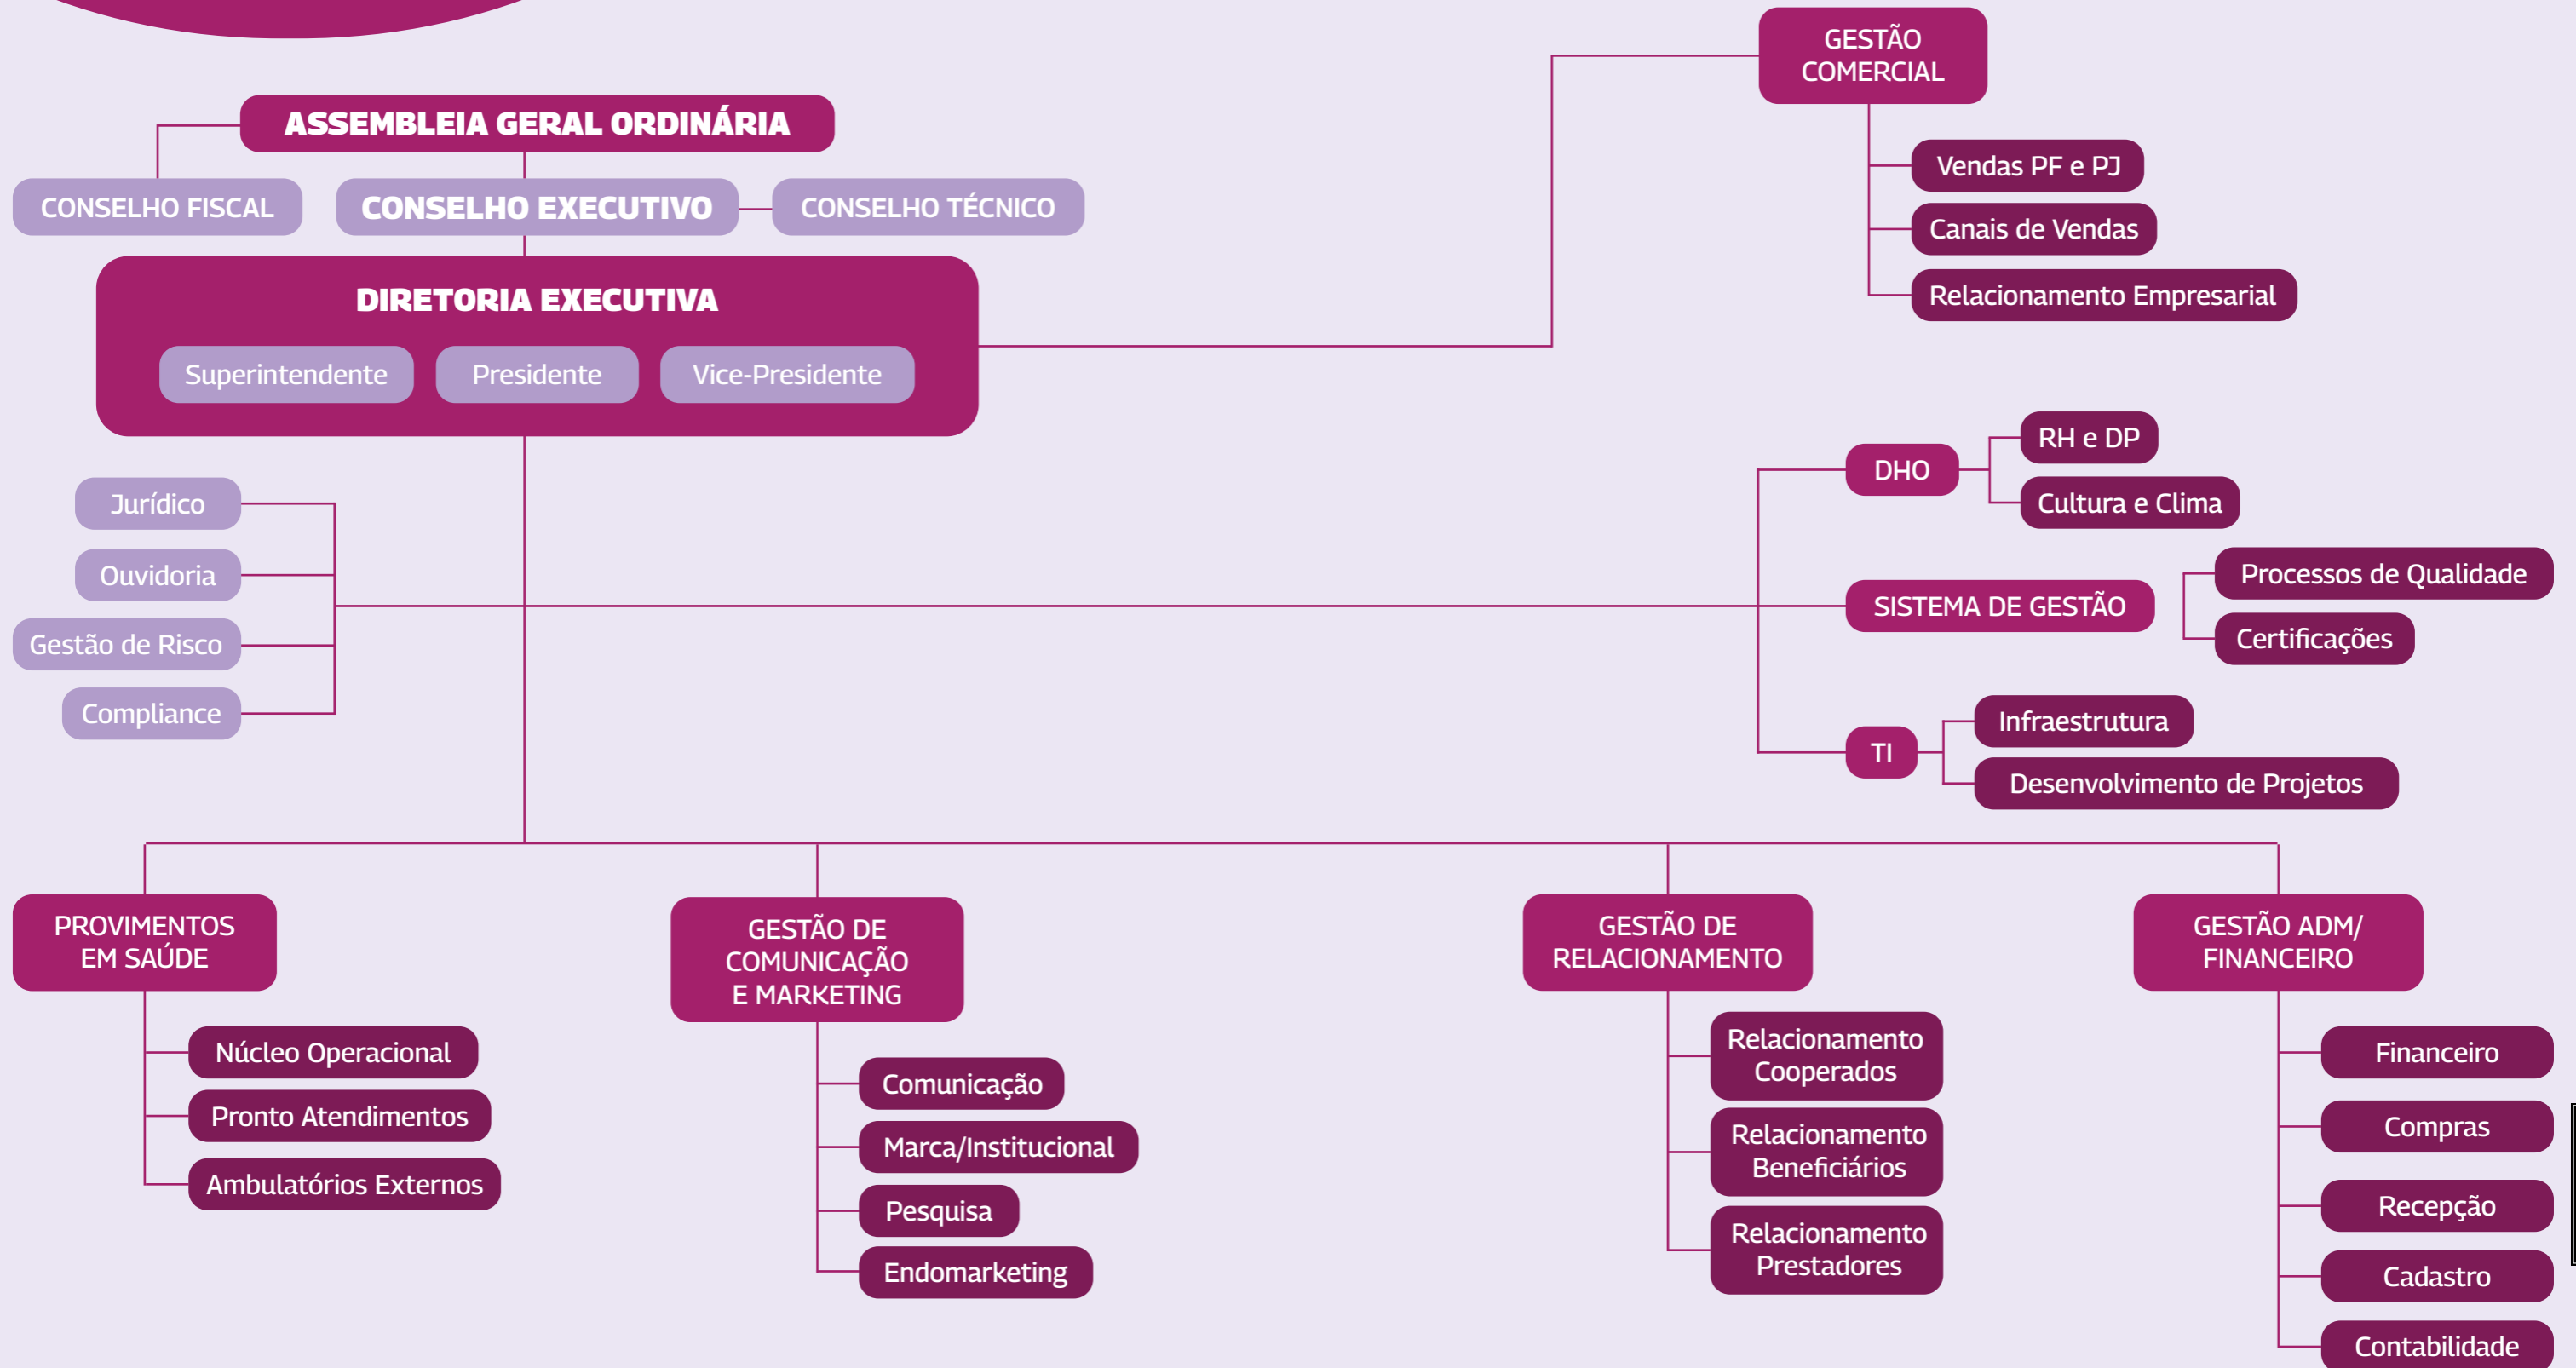 ASSEMBLEIA GERAL ORDINÁRIA
CONSELHO FISCAL
CONSELHO EXECUTIVO
CONSELHO TÉCNICO
DIRETORIA EXECUTIVA
Superintendente
Presidente
Vice-Presidente
GESTÃO
COMERCIAL
Vendas PF e PJ
Canais de Vendas
Relacionamento Empresarial
Jurídico
Ouvidoria
Gestão de Risco
Compliance
DHO
RH e DP
Cultura e Clima
SISTEMA DE GESTÃO
Processos de Qualidade
Certificações
TI
Infraestrutura
Desenvolvimento de Projetos
PROVIMENTOS
EM SAÚDE
Núcleo Operacional
Pronto Atendimentos
Ambulatórios Externos
GESTÃO DE
COMUNICAÇÃO
E MARKETING
Comunicação
Marca/Institucional
Pesquisa
Endomarketing
GESTÃO DE
RELACIONAMENTO
Relacionamento
Cooperados
Relacionamento
Beneficiários
Relacionamento
Prestadores
GESTÃO ADM/
FINANCEIRO
Financeiro
Compras
Recepção
Cadastro
Contabilidade